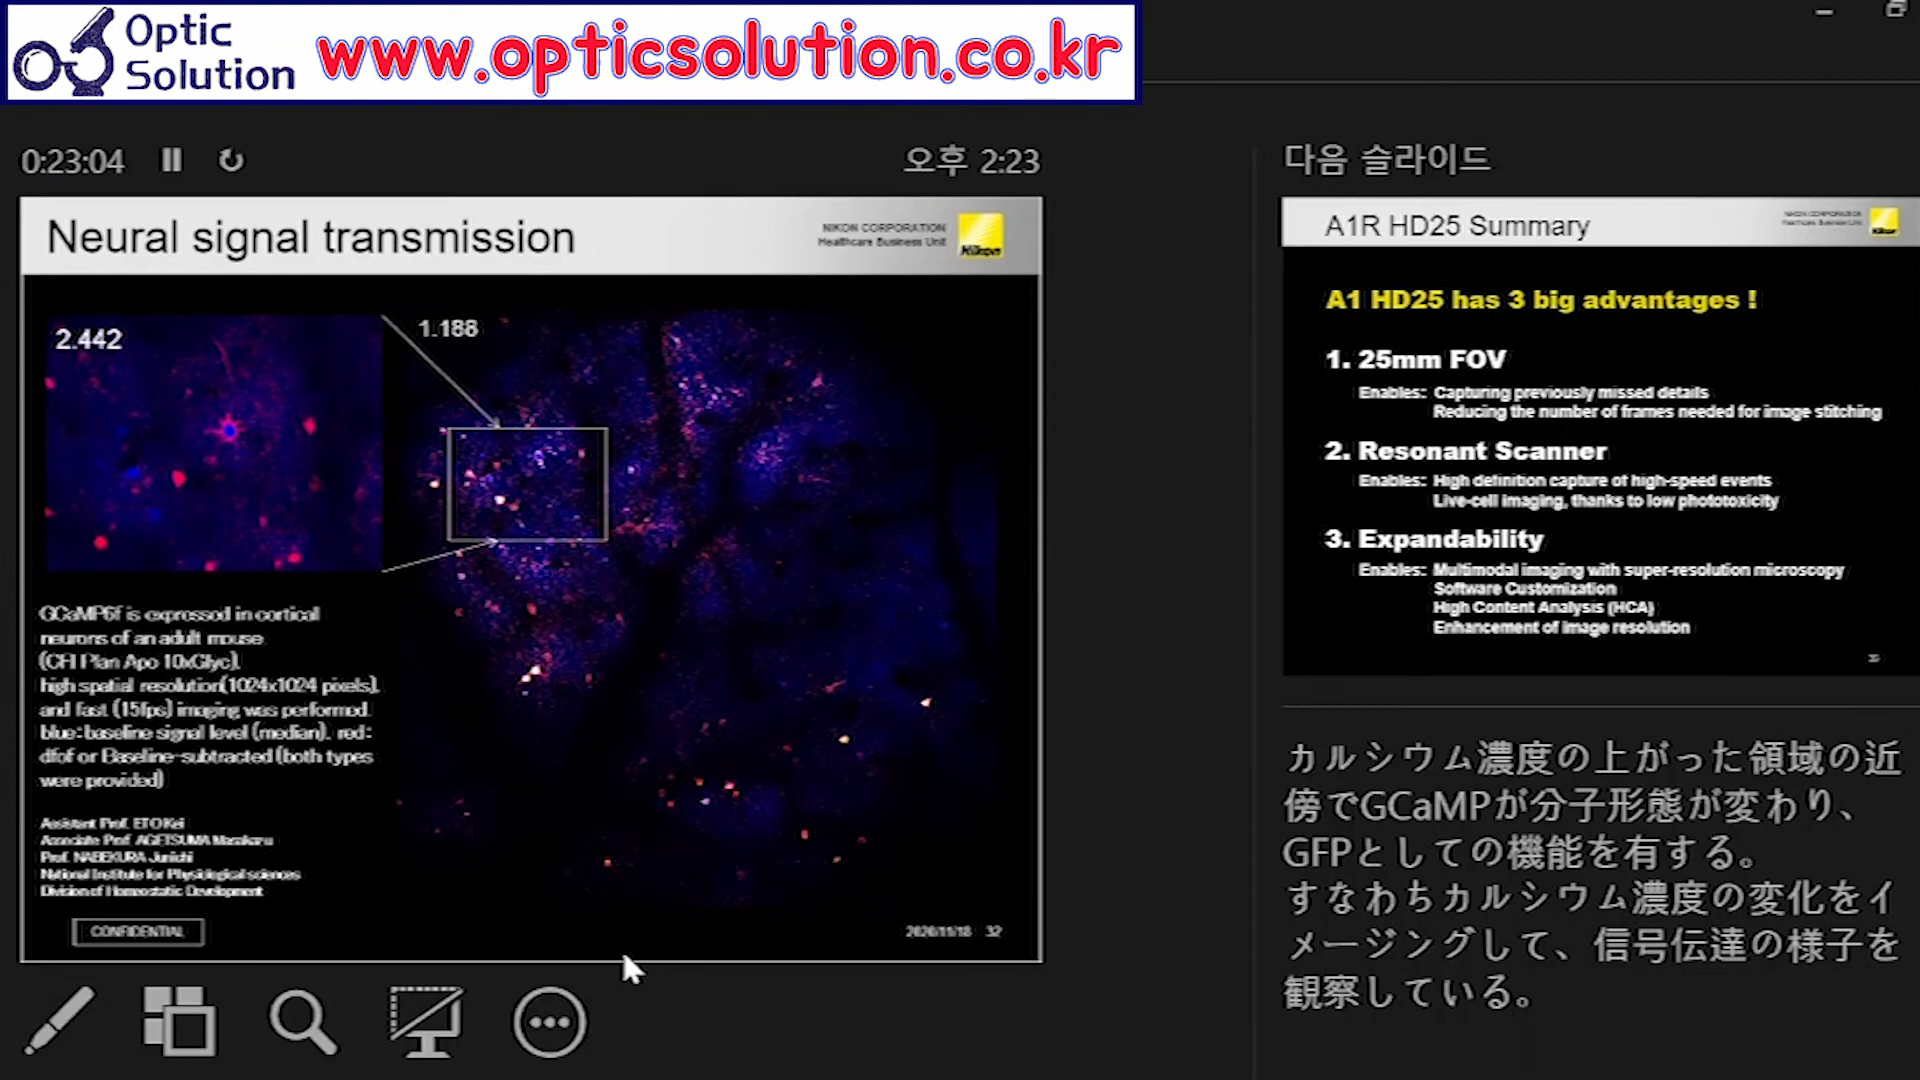 Optic
Solution
www.opticsolution.co.kr
0:23:04
오후 2:23
다음 슬라이드
Neural signal transmission
NIKON CORPORATION
Healthcare Business Unit
Nikon
2.442
1.188
GCaMP6f is expressed in cortical
neurons of an adult mouse
(CFI Plan Apo 10xGlyc).
high spatial resolution(1024x1024 pixels),
and fast (15fps) imaging was performed.
blue:baseline signal level (median). red:
dfof or Baseline-subtracted (both types
were provided)
Assistant Prof. ETO Kei
Associate Prof. AGETSUMA Masakazu
Prof. NABEKURA Junichi
National Institute for Physiological sciences
Division of Homeostatic Development
CONFIDENTIAL
2020/11/18 32
A1R HD25 Summary
NIKON CORPORATION
Healthcare Business Unit
Nikon
A1 HD25 has 3 big advantages !
1. 25mm FOV
Enables: Capturing previously missed details
Reducing the number of frames needed for image stitching
2. Resonant Scanner
Enables: High definition capture of high-speed events
Live-cell imaging, thanks to low phototoxicity
3. Expandability
Enables: Multimodal imaging with super-resolution microscopy
Software Customization
High Content Analysis (HCA)
Enhancement of image resolution
カルシウム濃度の上がった領域の近
傍でGCaMPが分子形態が変わり、
GFPとしての機能を有する。
すなわちカルシウム濃度の変化をイ
メージングして、信号伝達の様子を
観察している。